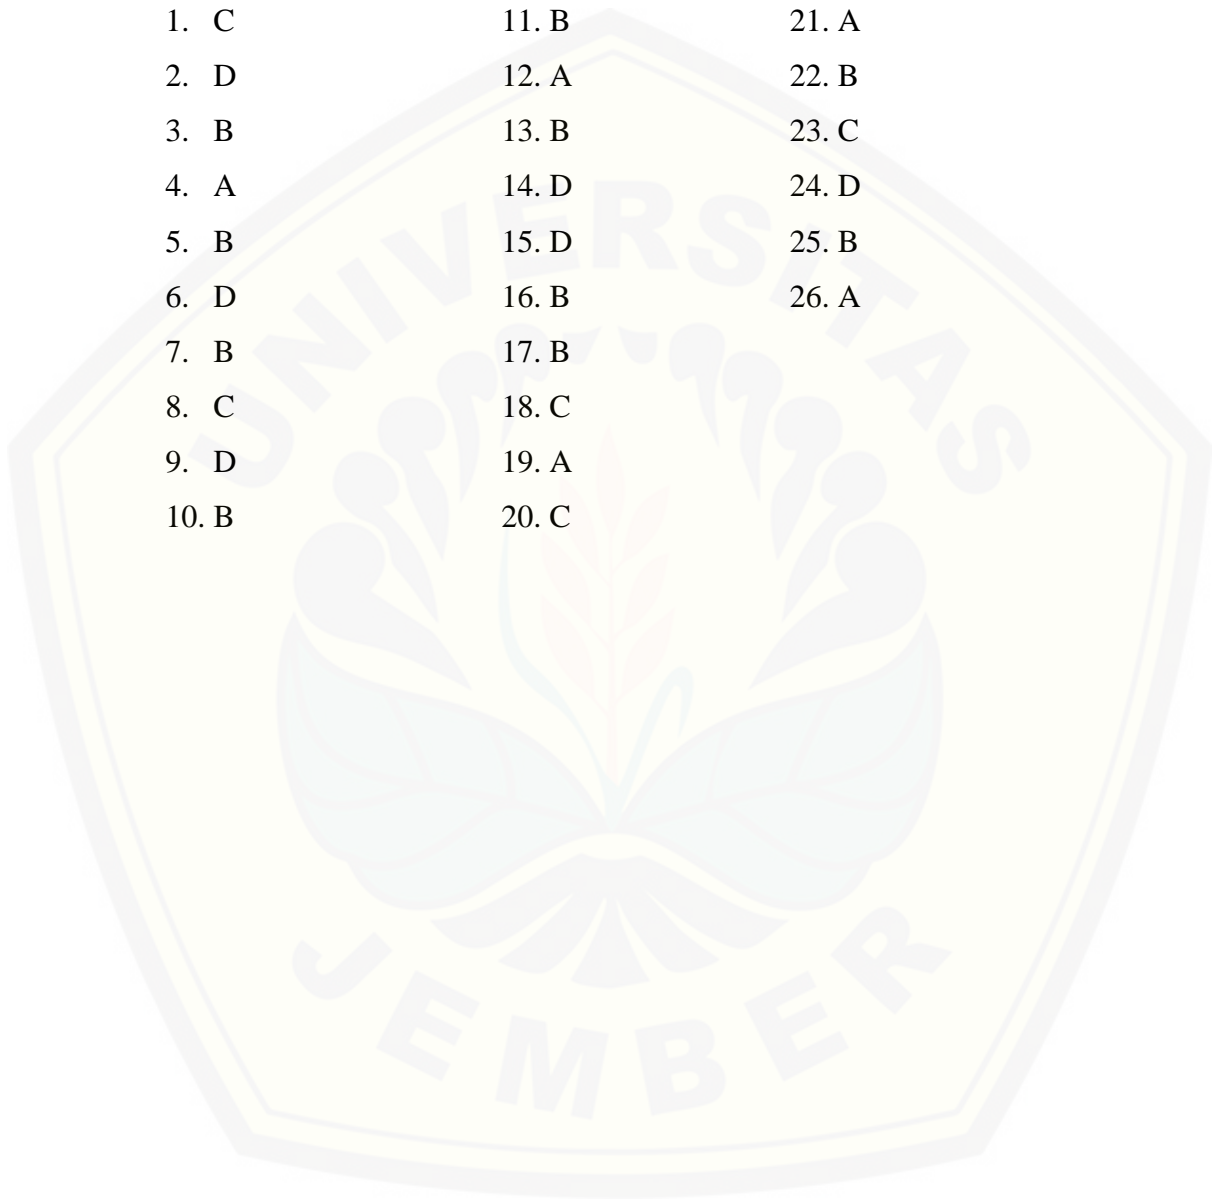 1. C
2. D
3. B
4. A
5. B
6. D
7. B
8. C
9. D
10. B
11. B
12. A
13. B
14. D
15. D
16. B
17. B
18. C
19. A
20. C
21. A
22. B
23. C
24. D
25. B
26. A
UNIVERSITAS
JEMBER